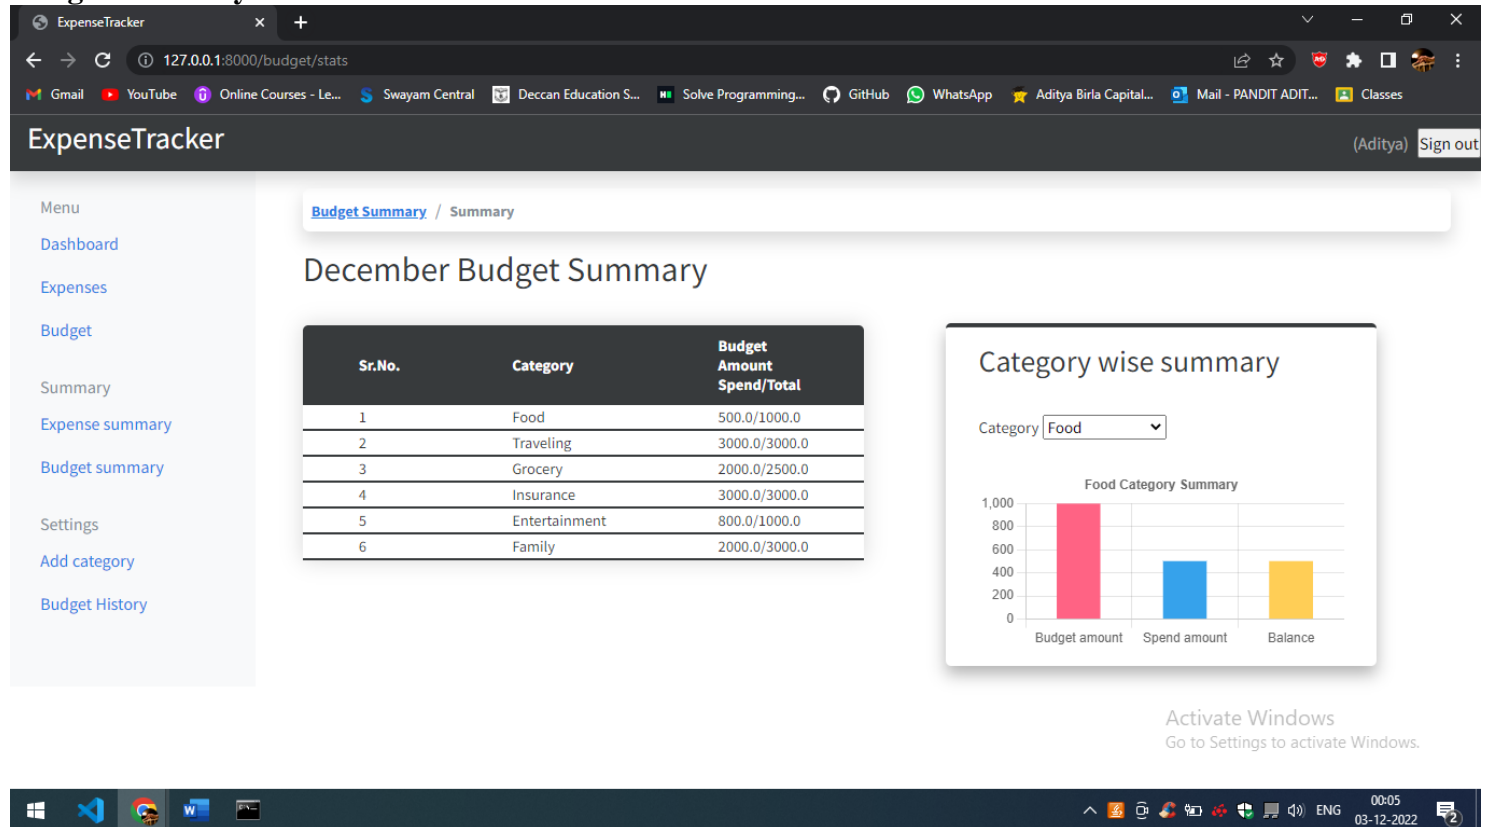 ExpenseTracker
127.0.0.1:8000/budget/stats
Gmail YouTube Online Courses - Le... Swayam Central Deccan Education S... Solve Programming... GitHub WhatsApp Aditya Birla Capital... Mail - PANDIT ADIT... Classes
ExpenseTracker
(Aditya) Sign out
Menu
Dashboard
Expenses
Budget
Summary
Expense summary
Budget summary
Settings
Add category
Budget History
Budget Summary / Summary
December Budget Summary
Sr.No. Category Budget Amount Spend/Total
1 Food 500.0/1000.0
2 Traveling 3000.0/3000.0
3 Grocery 2000.0/2500.0
4 Insurance 3000.0/3000.0
5 Entertainment 800.0/1000.0
6 Family 2000.0/3000.0
Category wise summary
Category Food
Food Category Summary
1,000
800
600
400
200
0
Budget amount Spend amount Balance
Activate Windows
Go to Settings to activate Windows.
ENG 00:05
03-12-2022 2